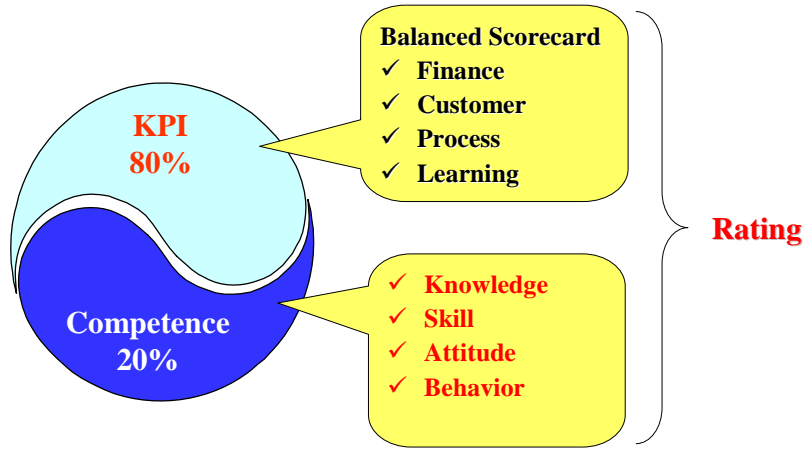 KPI
80%
Competence
20%
Balanced Scorecard
✓ Finance
✓ Customer
✓ Process
✓ Learning
✓ Knowledge
✓ Skill
✓ Attitude
✓ Behavior
Rating